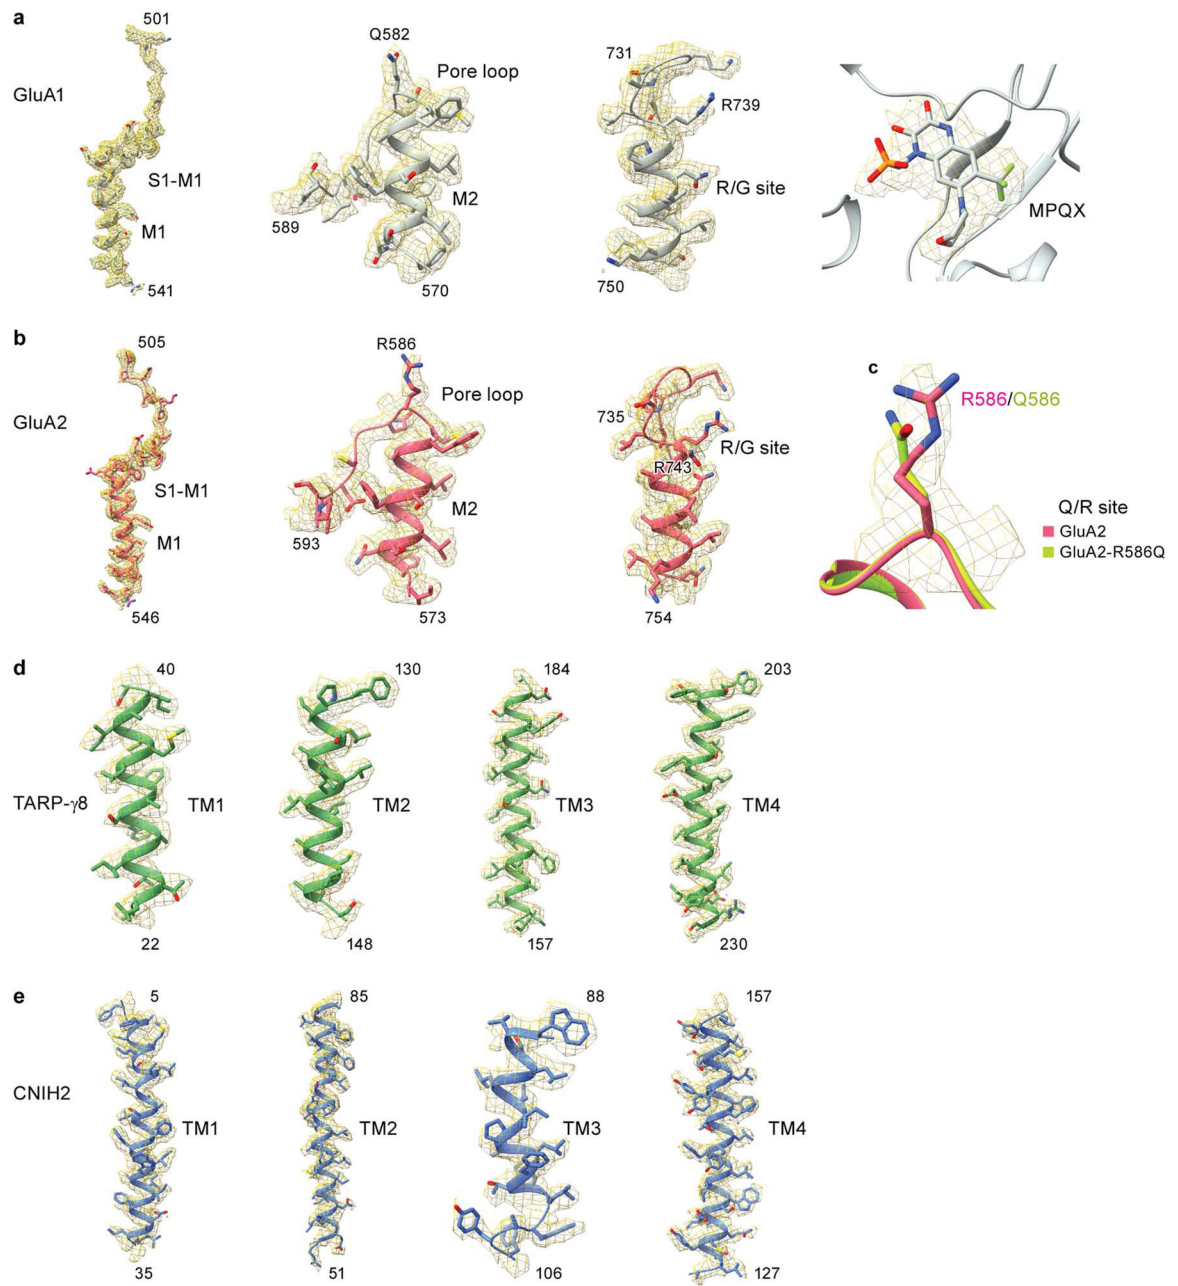 a
501
GluA1
S1-M1
M1
541
Q582
Pore loop
M2
589
570
731
R739
R/G site
750
MPQX
b
505
GluA2
S1-M1
M1
546
R586
Pore loop
M2
593
573
735
R/G site
R743
754
c
R586/Q586
Q/R site
GluA2
GluA2-R586Q
d
40
130
184
203
TARP-γ8
TM1
TM2
TM3
TM4
22
148
157
230
e
5
85
88
157
CNIH2
TM1
TM2
TM3
TM4
35
51
106
127